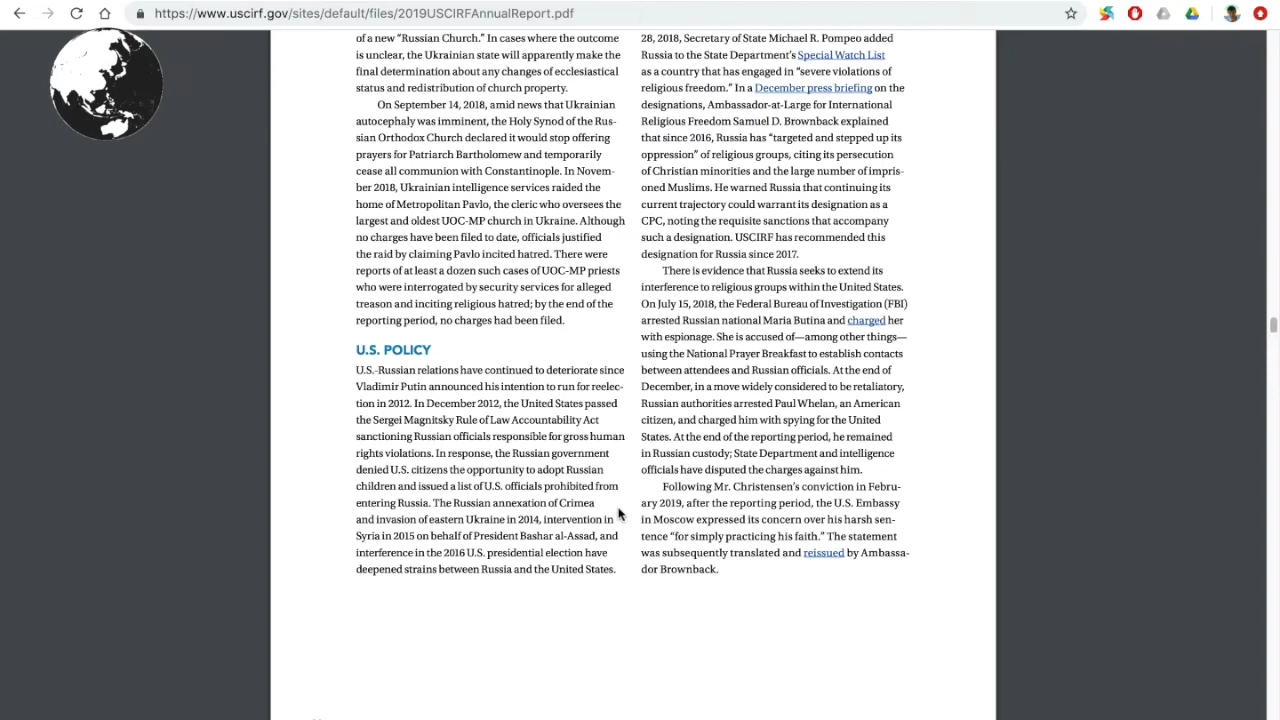 https://www.uscirf.gov/sites/default/files/2019USCIRFAnnualReport.pdf
of a new “Russian Church.” In cases where the outcome
is unclear, the Ukrainian state will apparently make the
final determination about any changes of ecclesiastical
status and redistribution of church property.
On September 14, 2018, amid news that Ukrainian
autocephaly was imminent, the Holy Synod of the Rus-
sian Orthodox Church declared it would stop offering
prayers for Patriarch Bartholomew and temporarily
cease all communion with Constantinople. In Novem-
ber 2018, Ukrainian intelligence services raided the
home of Metropolitan Pavlo, the cleric who oversees the
largest and oldest UOC-MP church in Ukraine. Although
no charges have been filed to date, officials justified
the raid by claiming Pavlo incited hatred. There were
reports of at least a dozen such cases of UOC-MP priests
who were interrogated by security services for alleged
treason and inciting religious hatred; by the end of the
reporting period, no charges had been filed.
U.S. POLICY
U.S.-Russian relations have continued to deteriorate since
Vladimir Putin announced his intention to run for reelec-
tion in 2012. In December 2012, the United States passed
the Sergei Magnitsky Rule of Law Accountability Act
sanctioning Russian officials responsible for gross human
rights violations. In response, the Russian government
denied U.S. citizens the opportunity to adopt Russian
children and issued a list of U.S. officials prohibited from
entering Russia. The Russian annexation of Crimea
and invasion of eastern Ukraine in 2014, intervention in
Syria in 2015 on behalf of President Bashar al-Assad, and
interference in the 2016 U.S. presidential election have
deepened strains between Russia and the United States.
28, 2018, Secretary of State Michael R. Pompeo added
Russia to the State Department’s Special Watch List
as a country that has engaged in “severe violations of
religious freedom.” In a December press briefing on the
designations, Ambassador-at-Large for International
Religious Freedom Samuel D. Brownback explained
that since 2016, Russia has “targeted and stepped up its
oppression” of religious groups, citing its persecution
of Christian minorities and the large number of impris-
oned Muslims. He warned Russia that continuing its
current trajectory could warrant its designation as a
CPC, noting the requisite sanctions that accompany
such a designation. USCIRF has recommended this
designation for Russia since 2017.
There is evidence that Russia seeks to extend its
interference to religious groups within the United States.
On July 15, 2018, the Federal Bureau of Investigation (FBI)
arrested Russian national Maria Butina and charged her
with espionage. She is accused of—among other things—
using the National Prayer Breakfast to establish contacts
between attendees and Russian officials. At the end of
December, in a move widely considered to be retaliatory,
Russian authorities arrested Paul Whelan, an American
citizen, and charged him with spying for the United
States. At the end of the reporting period, he remained
in Russian custody; State Department and intelligence
officials have disputed the charges against him.
Following Mr. Christensen’s conviction in Febru-
ary 2019, after the reporting period, the U.S. Embassy
in Moscow expressed its concern over his harsh sen-
tence “for simply practicing his faith.” The statement
was subsequently translated and reissued by Ambassa-
dor Brownback.